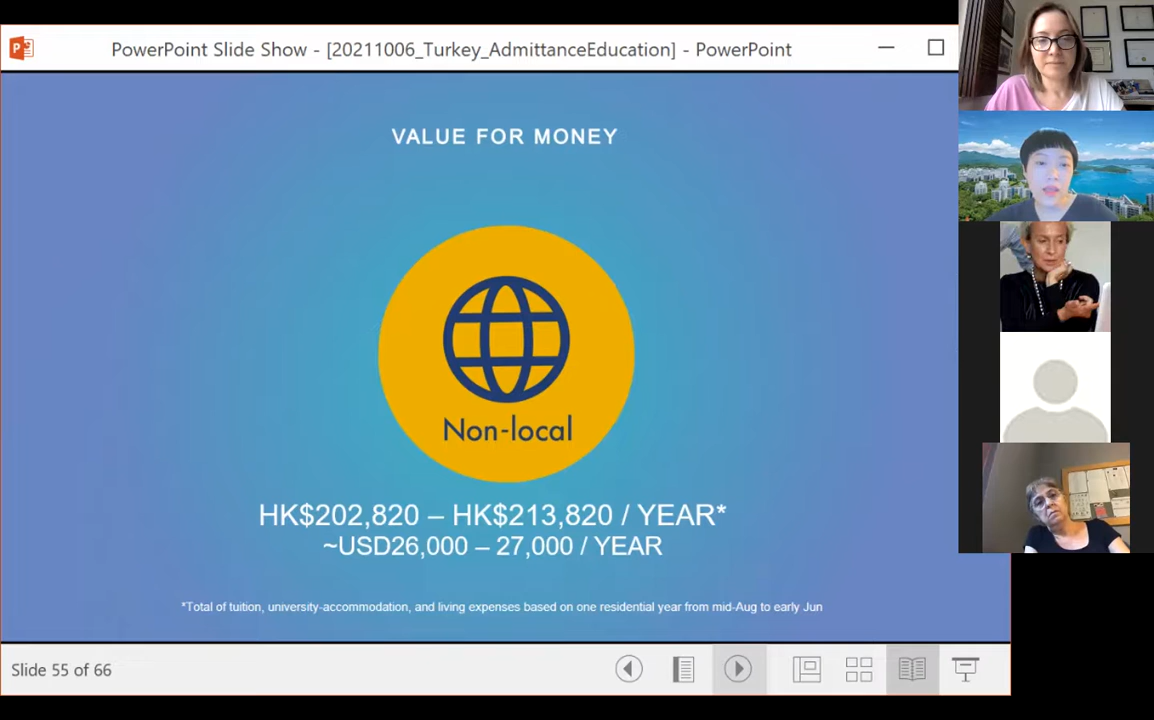 PowerPoint Slide Show - [20211006_Turkey_AdmittanceEducation] - PowerPoint
VALUE FOR MONEY
Non-local
HK$202,820 – HK$213,820 / YEAR*
~USD26,000 – 27,000 / YEAR
*Total of tuition, university-accommodation, and living expenses based on one residential year from mid-Aug to early Jun
Slide 55 of 66